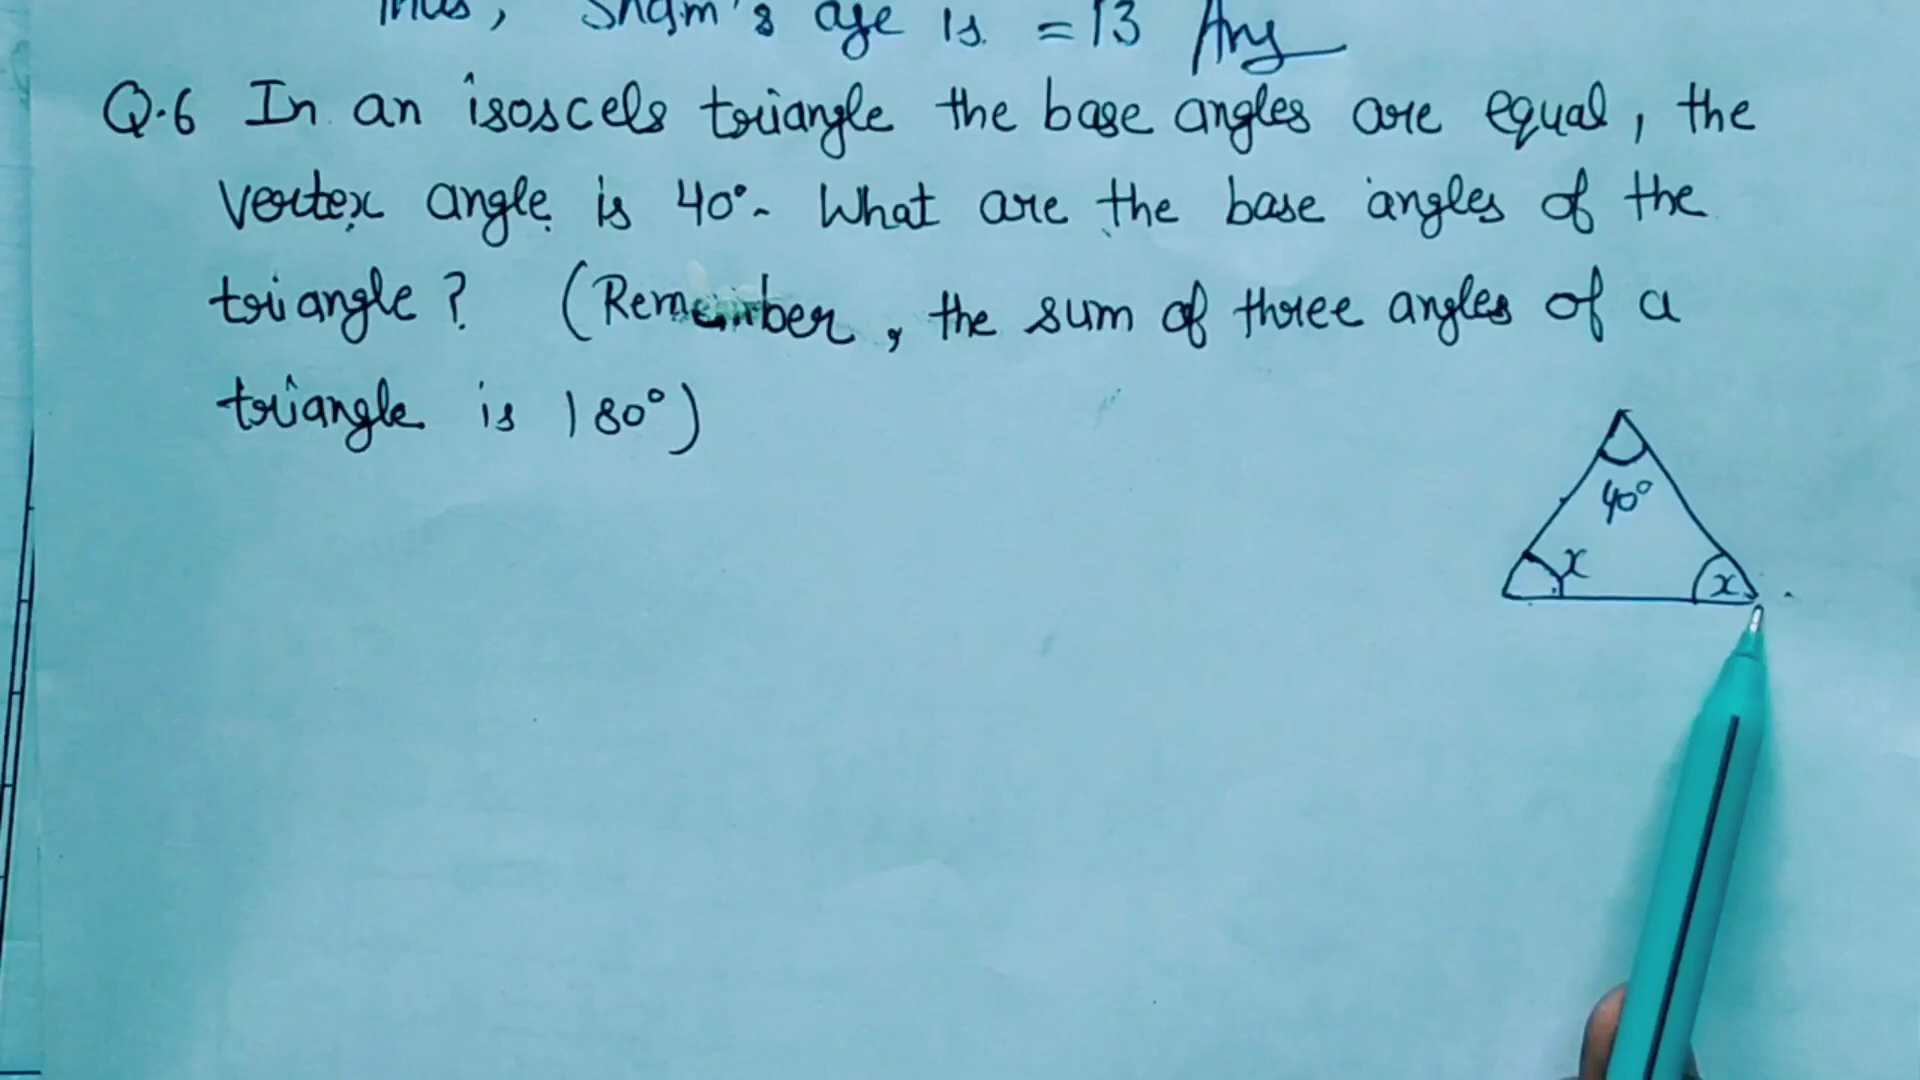 Thus, Sham's age is = 13 Ans
Q.6 In an isoscels triangle the base angles are equal, the
vertex angle is 40°. What are the base angles of the
triangle? (Remember, the sum of three angles of a
triangle is 180°)
40°
x x